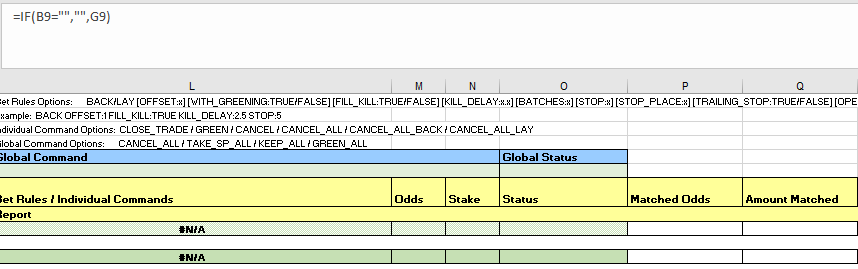 =IF(B9="","",G9)
L M N O P Q
Bet Rules Options: BACK/LAY [OFFSET:x] [WITH_GREENING:TRUE/FALSE] [FILL_KILL:TRUE/FALSE] [KILL_DELAY:x.x] [BATCHES:x] [STOP:x] [STOP_PLACE:x] [TRAILING_STOP:TRUE/FALSE] [OPE
xample: BACK OFFSET:1 FILL_KILL:TRUE KILL_DELAY:2.5 STOP:5
ndividual Command Options: CLOSE_TRADE / GREEN / CANCEL / CANCEL_ALL / CANCEL_ALL_BACK / CANCEL_ALL_LAY
Global Command Options: CANCEL_ALL / TAKE_SP_ALL / KEEP_ALL / GREEN_ALL
Global Command Global Status
Bet Rules / Individual Commands Odds Stake Status Matched Odds Amount Matched
Report
#N/A
#N/A